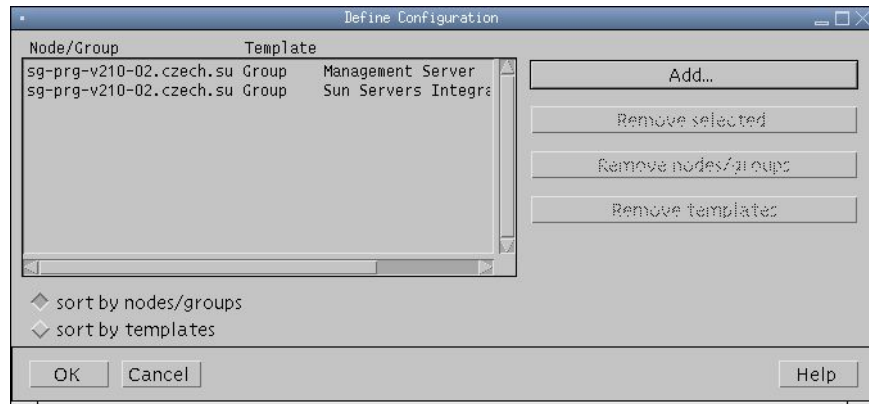 Define Configuration
Node/Group Template
sg-prg-v210-02.czech.su Group Management Server
sg-prg-v210-02.czech.su Group Sun Servers Integra
Add...
Remove selected
Remove nodes/groups
Remove templates
sort by nodes/groups
sort by templates
OK Cancel Help